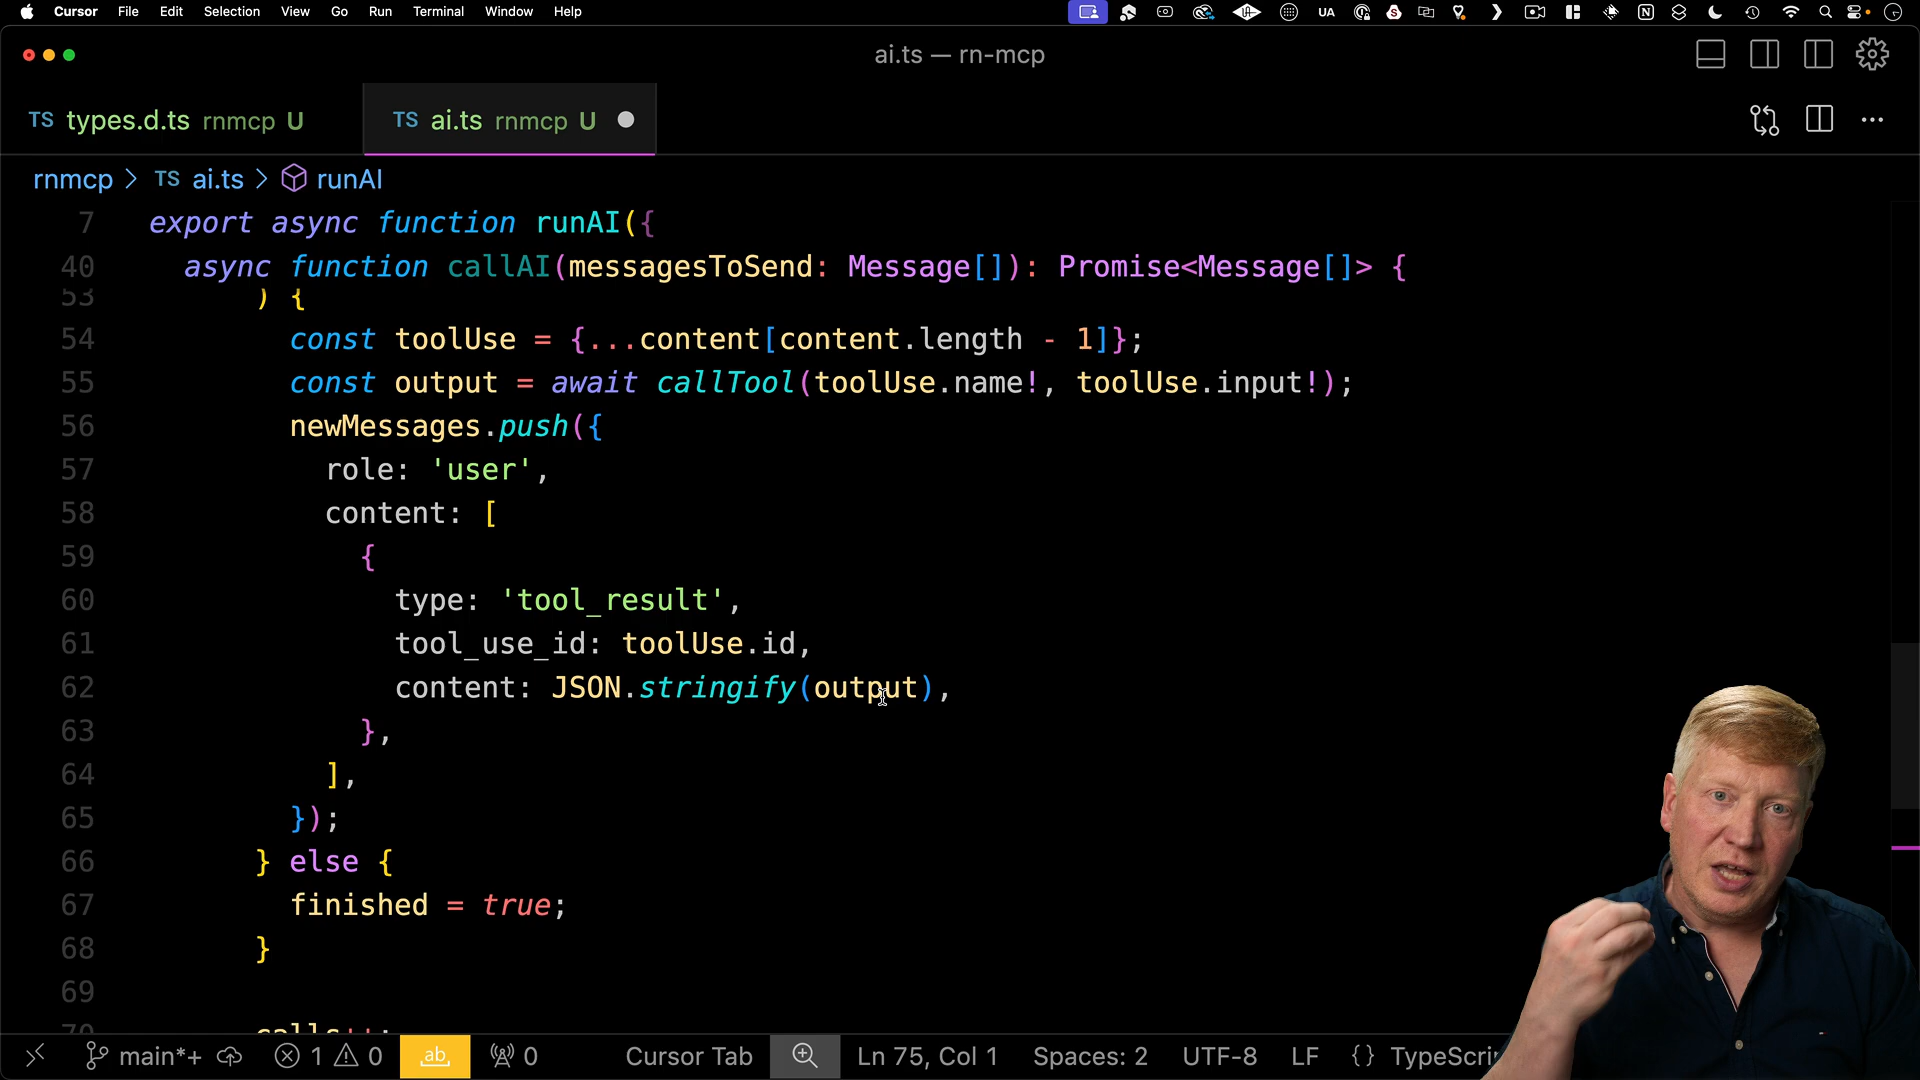 Cursor File Edit Selection View Go Run Terminal Window Help UA
ai.ts — rn-mcp
TS types.d.ts rnmcp U TS ai.ts rnmcp U
rnmcp > TS ai.ts > runAI
7 export async function runAI({
40 async function callAI(messagesToSend: Message[]): Promise<Message[]> {
53 ) {
54 const toolUse = {...content[content.length - 1]};
55 const output = await callTool(toolUse.name!, toolUse.input!);
56 newMessages.push({
57 role: 'user',
58 content: [
59 {
60 type: 'tool_result',
61 tool_use_id: toolUse.id,
62 content: JSON.stringify(output),
63 },
64 ],
65 });
66 } else {
67 finished = true;
68 }
69
70 calls++;
main*+ 1 0 ab 0 Cursor Tab Ln 75, Col 1 Spaces: 2 UTF-8 LF {} TypeScri